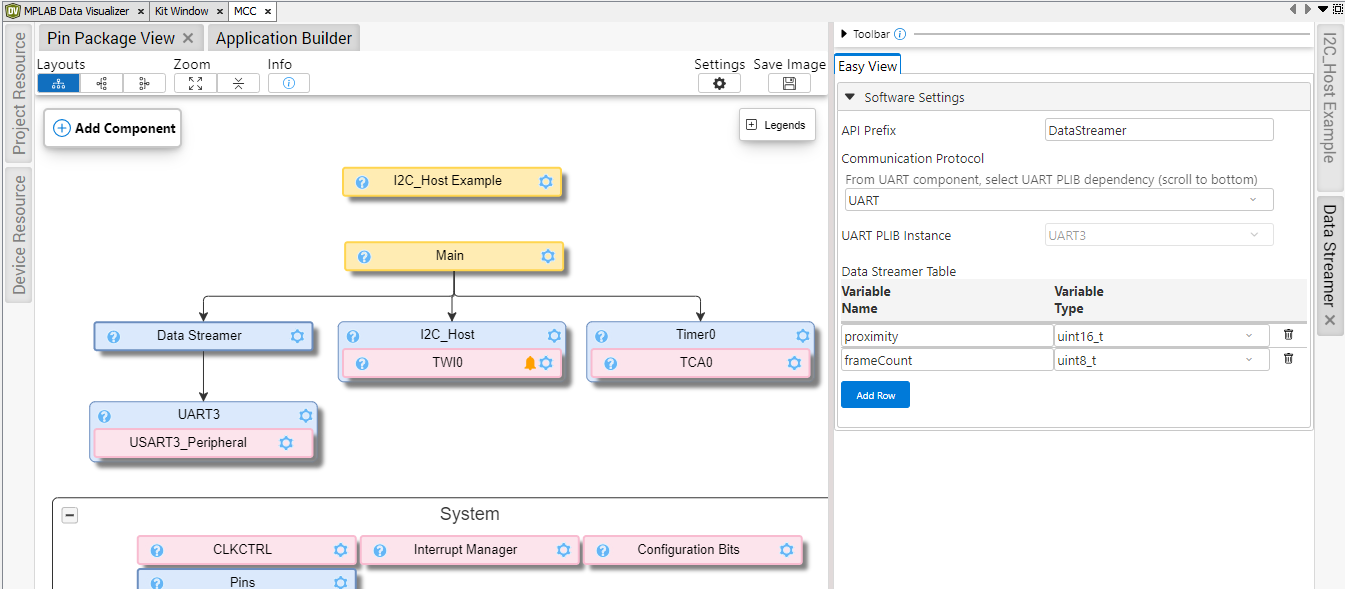 MPLAB Data Visualizer × Kit Window × MCC ×
Project Resource
Device Resource
Pin Package View × Application Builder
Layouts Zoom Info Settings Save Image
Add Component
Legends
I2C_Host Example
Main
Data Streamer I2C_Host Timer0
TWI0 TCA0
UART3
USART3_Peripheral
System
CLKCTRL Interrupt Manager Configuration Bits
Pins
Toolbar
Easy View
Software Settings
API Prefix DataStreamer
Communication Protocol
From UART component, select UART PLIB dependency (scroll to bottom)
UART
UART PLIB Instance UART3
Data Streamer Table
Variable Variable
Name Type
proximity uint16_t
frameCount uint8_t
Add Row
I2C_Host Example
Data Streamer ×